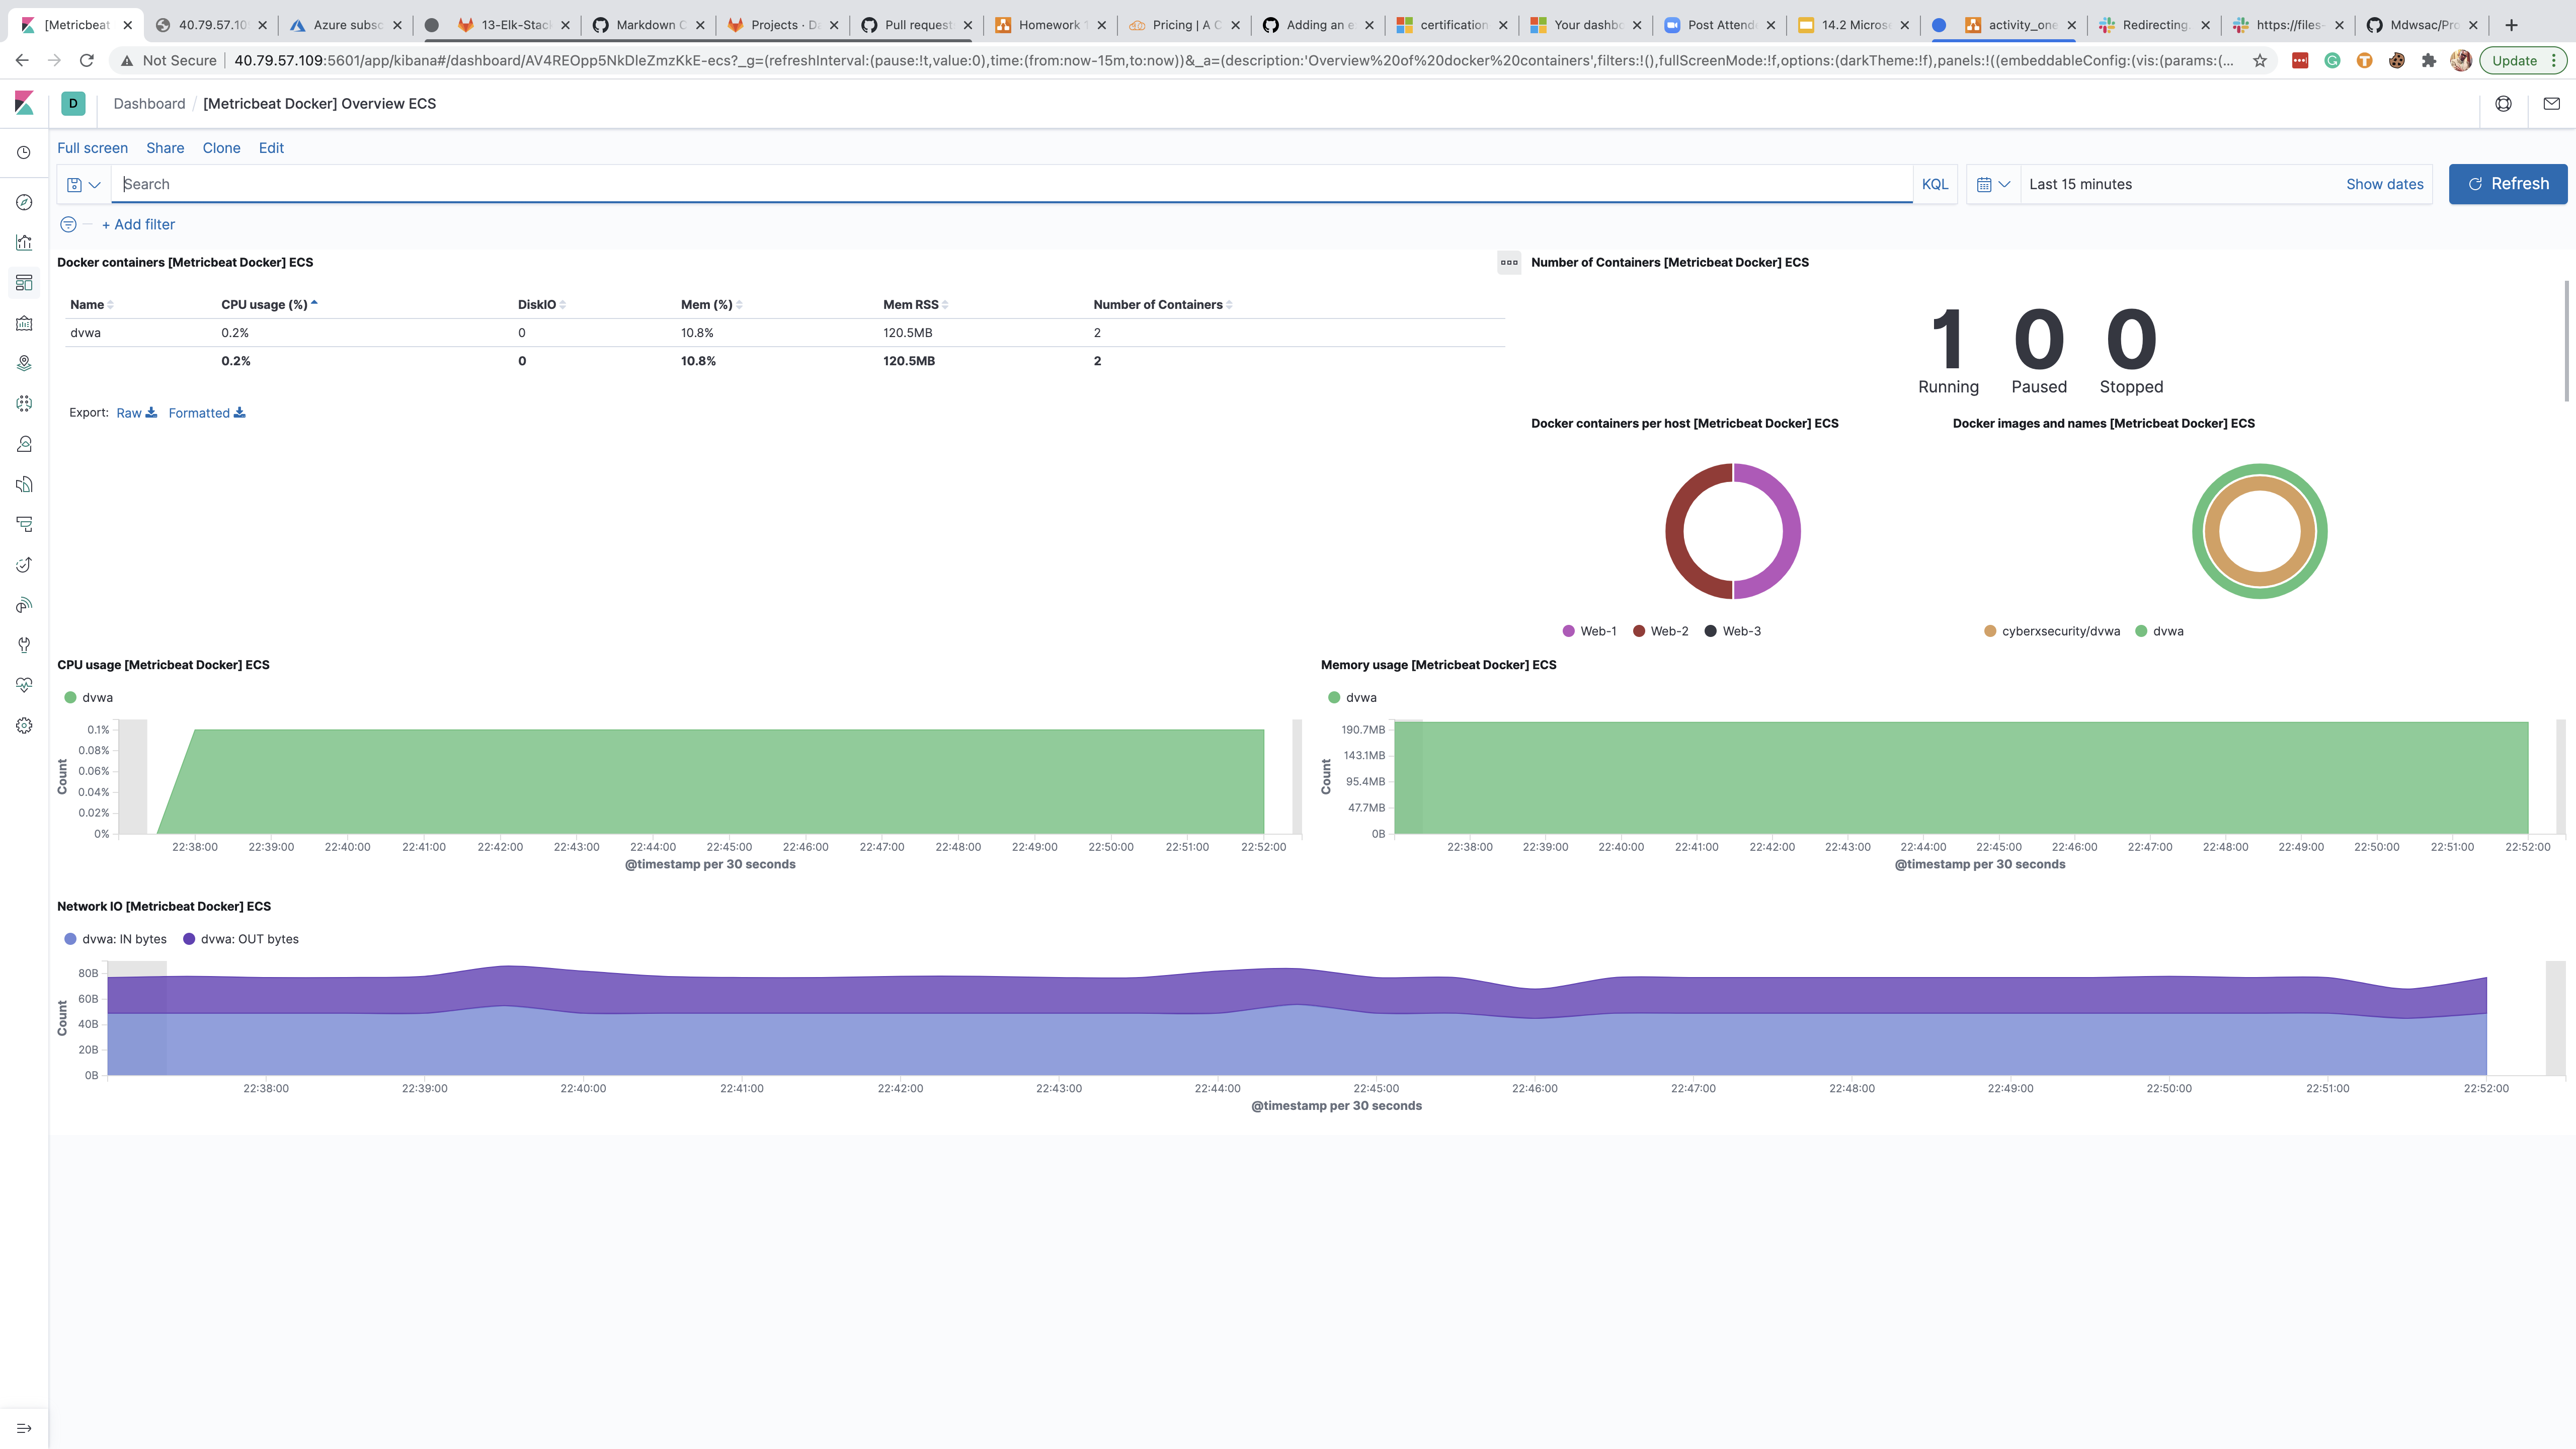 [Metricbeat
40.79.57.10
Azure subsc
13-Elk-Stac
Markdown C
Projects · Da
Pull request
Homework 1
Pricing | A C
Adding an e
certification
Your dashbo
Post Attende
14.2 Micros
activity_one
Redirecting.
https://files-
Mdwsac/Pro
Not Secure | 40.79.57.109:5601/app/kibana#/dashboard/AV4REOpp5NkDleZmzKkE-ecs?_g=(refreshInterval:(pause:!t,value:0),time:(from:now-15m,to:now))&_a=(description:'Overview%20of%20docker%20containers',filters:!(),fullScreenMode:!f,options:(darkTheme:!f),panels:!((embeddableConfig:(vis:(params:(...
Update
D
Dashboard / [Metricbeat Docker] Overview ECS
Full screen Share Clone Edit
Search
KQL
Last 15 minutes
Show dates
Refresh
+ Add filter
Docker containers [Metricbeat Docker] ECS
Name CPU usage (%) DiskIO Mem (%) Mem RSS Number of Containers
dvwa 0.2% 0 10.8% 120.5MB 2
0.2% 0 10.8% 120.5MB 2
Export: Raw Formatted
Number of Containers [Metricbeat Docker] ECS
1 0 0
Running Paused Stopped
Docker containers per host [Metricbeat Docker] ECS
Web-1 Web-2 Web-3
Docker images and names [Metricbeat Docker] ECS
cyberxsecurity/dvwa dvwa
CPU usage [Metricbeat Docker] ECS
dvwa
0.1%
0.08%
0.06%
0.04%
0.02%
0%
Count
22:38:00 22:39:00 22:40:00 22:41:00 22:42:00 22:43:00 22:44:00 22:45:00 22:46:00 22:47:00 22:48:00 22:49:00 22:50:00 22:51:00 22:52:00
@timestamp per 30 seconds
Memory usage [Metricbeat Docker] ECS
dvwa
190.7MB
143.1MB
95.4MB
47.7MB
0B
Count
22:38:00 22:39:00 22:40:00 22:41:00 22:42:00 22:43:00 22:44:00 22:45:00 22:46:00 22:47:00 22:48:00 22:49:00 22:50:00 22:51:00 22:52:00
@timestamp per 30 seconds
Network IO [Metricbeat Docker] ECS
dvwa: IN bytes dvwa: OUT bytes
80B
60B
40B
20B
0B
Count
22:38:00 22:39:00 22:40:00 22:41:00 22:42:00 22:43:00 22:44:00 22:45:00 22:46:00 22:47:00 22:48:00 22:49:00 22:50:00 22:51:00 22:52:00
@timestamp per 30 seconds